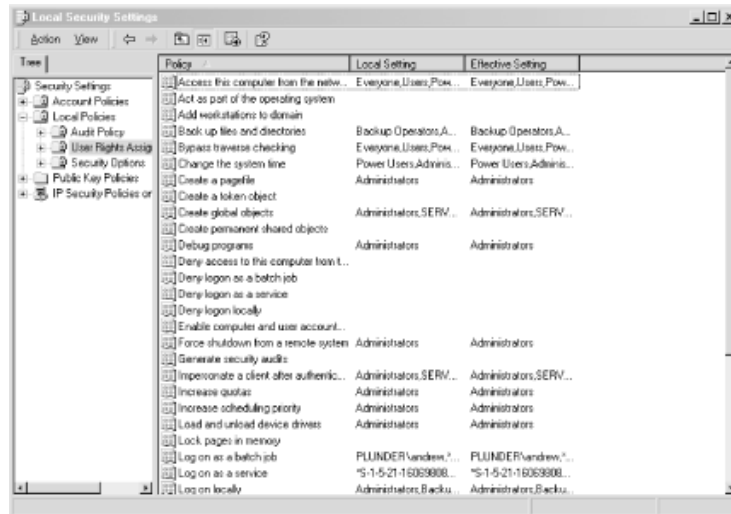 Local Security Settings
Action View
Tree
Policy Local Setting Effective Setting
Security Settings
Account Policies
Local Policies
Audit Policy
User Rights Assig
Security Options
Public Key Policies
IP Security Policies or
Access this computer from the netw... Everyone,Users,Pow... Everyone,Users,Pow...
Act as part of the operating system
Add workstations to domain
Back up files and directories Backup Operators,A... Backup Operators,A...
Bypass traverse checking Everyone,Users,Pow... Everyone,Users,Pow...
Change the system time Power Users,Adminis... Power Users,Adminis...
Create a pagefile Administrators Administrators
Create a token object
Create global objects Administrators,SERV... Administrators,SERV...
Create permanent shared objects
Debug programs Administrators Administrators
Deny access to this computer from t...
Deny logon as a batch job
Deny logon as a service
Deny logon locally
Enable computer and user account...
Force shutdown from a remote system Administrators Administrators
Generate security audits
Impersonate a client after authentic... Administrators,SERV... Administrators,SERV...
Increase quotas Administrators Administrators
Increase scheduling priority Administrators Administrators
Load and unload device drivers Administrators Administrators
Lock pages in memory
Log on as a batch job PLUNDER\andrew,*... PLUNDER\andrew,*...
Log on as a service *S-1-5-21-16069808... *S-1-5-21-16069808...
Log on locally Administrators,Backu... Administrators,Backu...